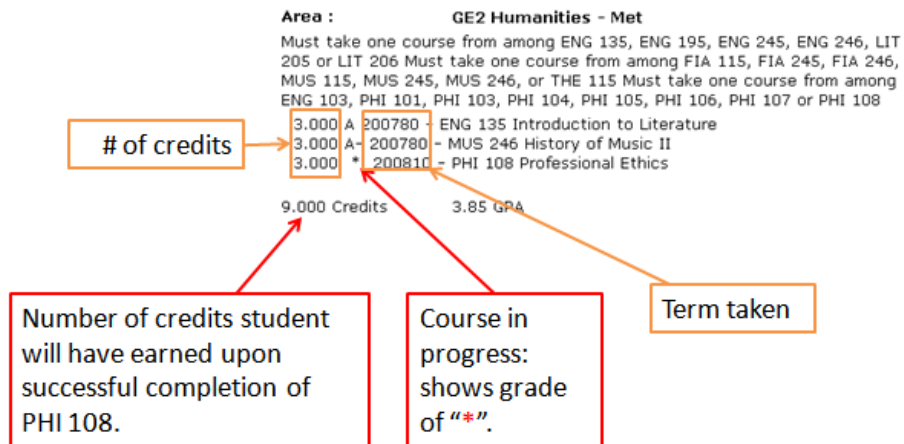 Area : GE2 Humanities - Met
Must take one course from among ENG 135, ENG 195, ENG 245, ENG 246, LIT
205 or LIT 206 Must take one course from among FIA 115, FIA 245, FIA 246,
MUS 115, MUS 245, MUS 246, or THE 115 Must take one course from among
ENG 103, PHI 101, PHI 103, PHI 104, PHI 105, PHI 106, PHI 107 or PHI 108
# of credits
3.000 A 200780 - ENG 135 Introduction to Literature
3.000 A- 200780 - MUS 246 History of Music II
3.000 * 200810 - PHI 108 Professional Ethics
9.000 Credits 3.85 GPA
Number of credits student
will have earned upon
successful completion of
PHI 108.
Course in
progress:
shows grade
of “*”.
Term taken